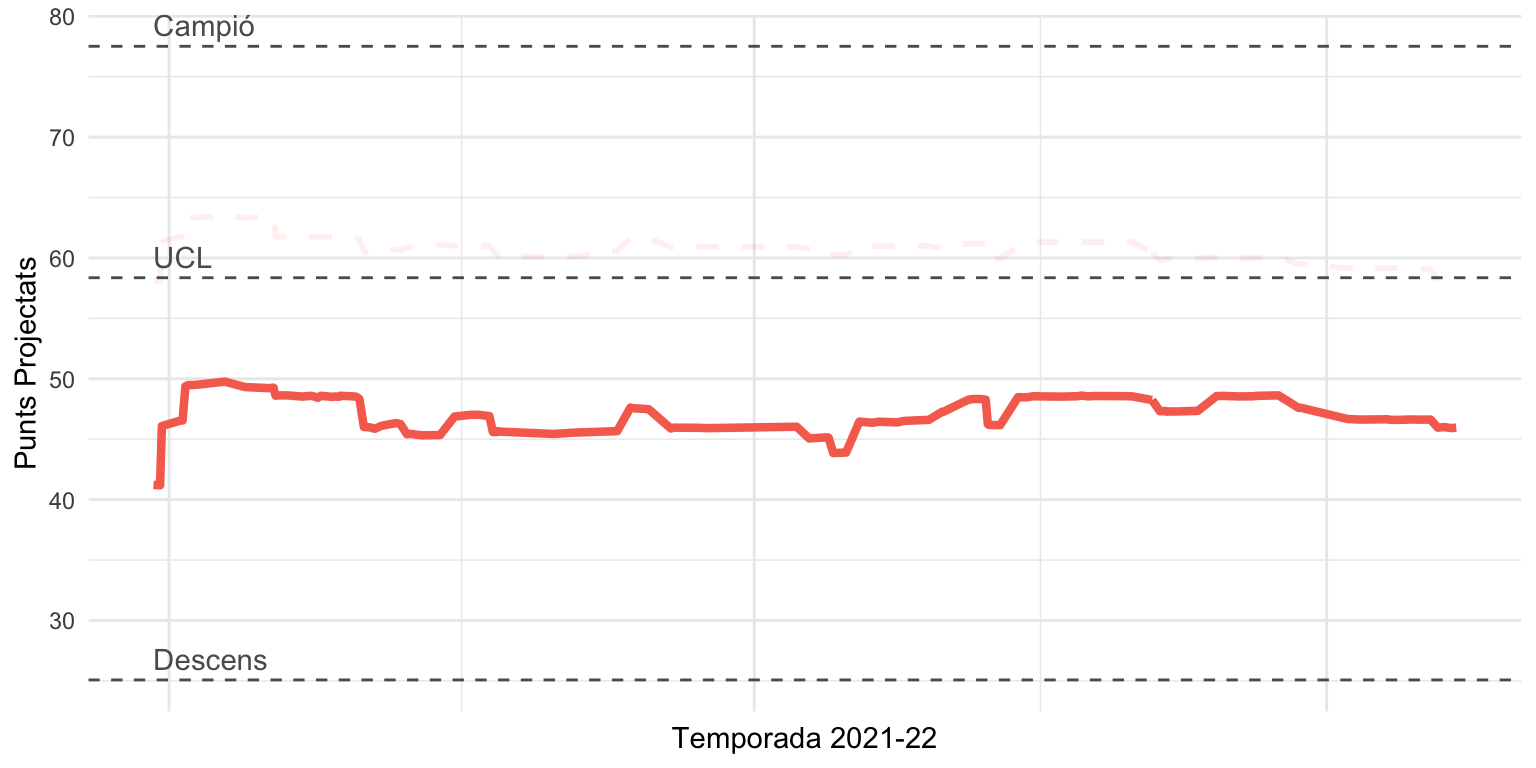 80
Campió
70
60
UCL
50
40
30
Descens
Punts Projectats
Temporada 2021-22